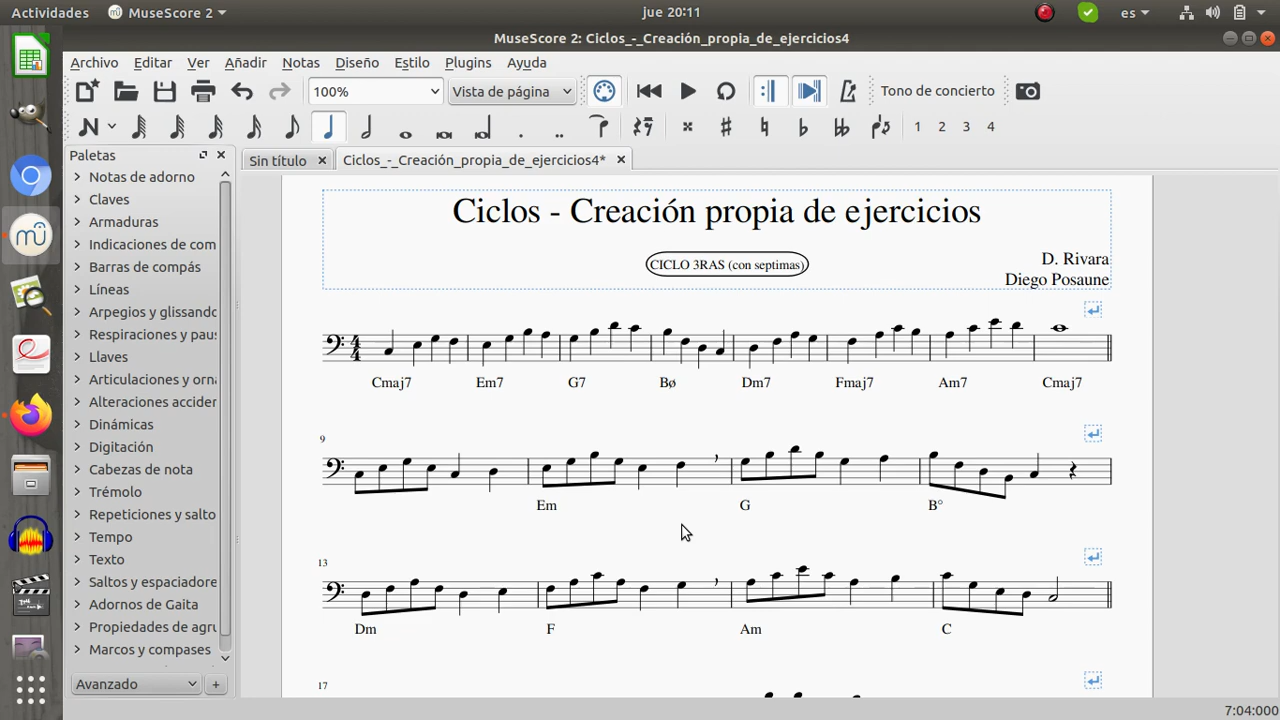 Actividades MuseScore 2 jue 20:11 es
MuseScore 2: Ciclos_-_Creación_propia_de_ejercicios4
Archivo Editar Ver Añadir Notas Diseño Estilo Plugins Ayuda
100% Vista de página Tono de concierto
1 2 3 4
Paletas
Sin título Ciclos_-_Creación_propia_de_ejercicios4*
Notas de adorno
Claves
Armaduras
Indicaciones de com
Barras de compás
Líneas
Arpegios y glissando
Respiraciones y paus
Llaves
Articulaciones y orn
Alteraciones accider
Dinámicas
Digitación
Cabezas de nota
Trémolo
Repeticiones y salto
Tempo
Texto
Saltos y espaciadore
Adornos de Gaita
Propiedades de agru
Marcos y compases
Avanzado +
Ciclos - Creación propia de ejercicios
CICLO 3RAS (con septimas)
D. Rivara
Diego Posaune
4
4
Cmaj7 Em7 G7 Bø Dm7 Fmaj7 Am7 Cmaj7
9
Em G B°
13
Dm F Am C
17
7:04:000